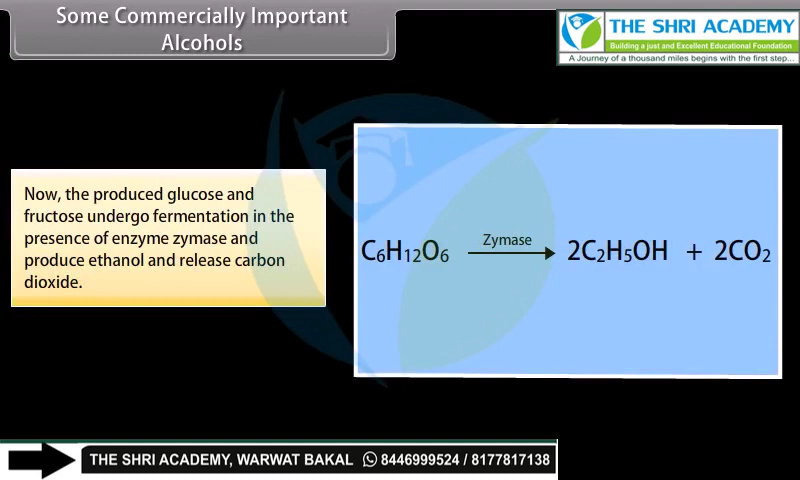 Some Commercially Important
Alcohols
THE SHRI ACADEMY
Building a just and Excellent Educational Foundation
A Journey of a thousand miles begins with the first step...
Now, the produced glucose and
fructose undergo fermentation in the
presence of enzyme zymase and
produce ethanol and release carbon
dioxide.
Zymase
C₆H₁₂O₆ ⟶ 2C₂H₅OH + 2CO₂
THE SHRI ACADEMY, WARWAT BAKAL 8446999524 / 8177817138